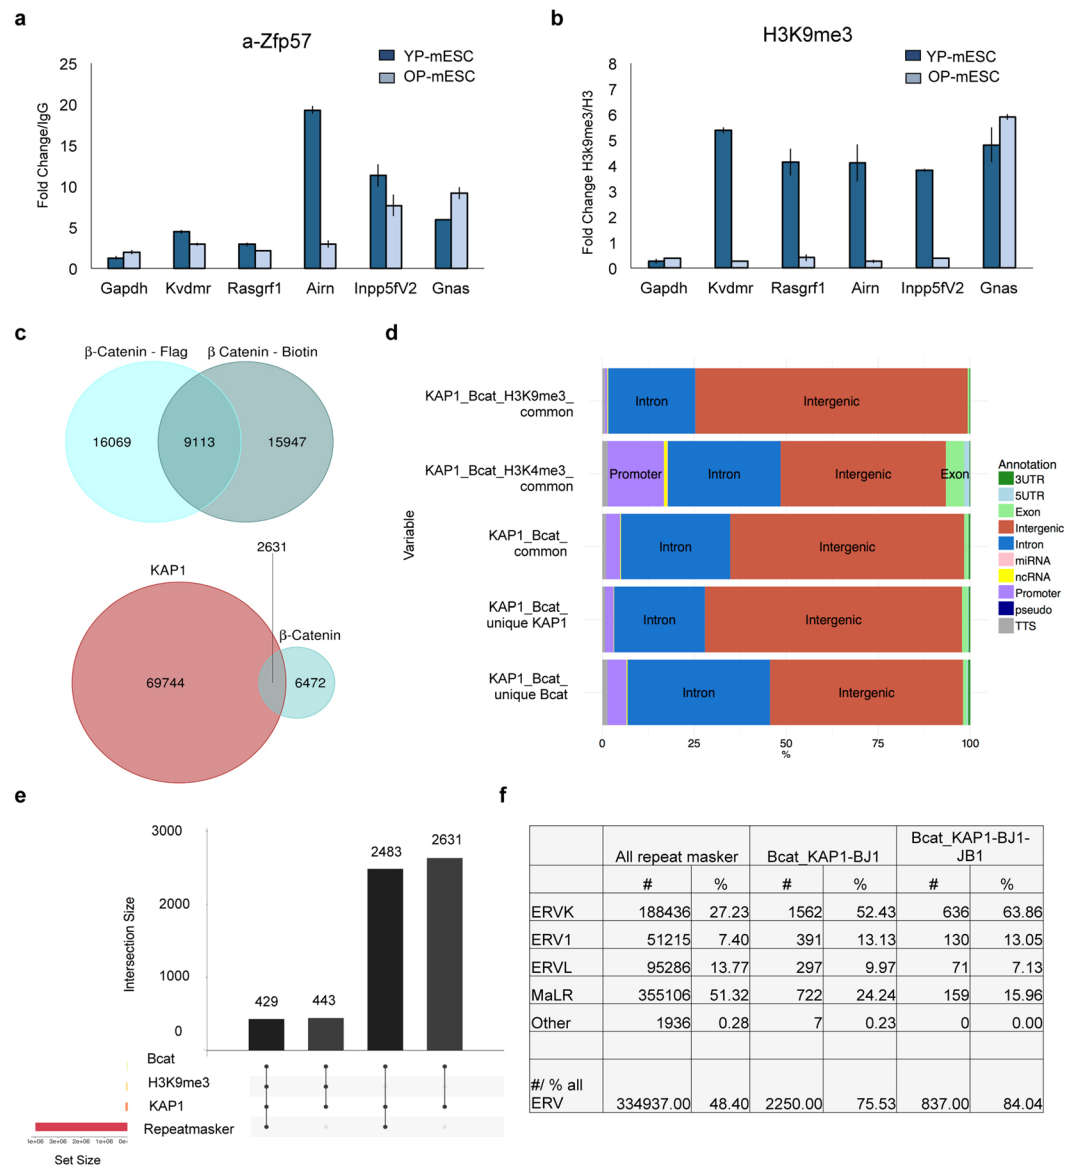 a
a-Zfp57
YP-mESC
OP-mESC
Fold Change/IgG
25
20
15
10
5
0
Gapdh Kvdmr Rasgrf1 Airn Inpp5fV2 Gnas
b
H3K9me3
YP-mESC
OP-mESC
Fold Change H3k9me3/H3
8
7
6
5
4
3
2
1
0
Gapdh Kvdmr Rasgrf1 Airn Inpp5fV2 Gnas
c
β-Catenin - Flag β Catenin - Biotin
16069 9113 15947
2631
KAP1
β-Catenin
69744 6472
d
Variable
KAP1_Bcat_H3K9me3_
common
Intron Intergenic
KAP1_Bcat_H3K4me3_
common
Promoter Intron Intergenic Exon
KAP1_Bcat_
common
Intron Intergenic
KAP1_Bcat_
unique KAP1
Intron Intergenic
KAP1_Bcat_
unique Bcat
Intron Intergenic
0 25 50 75 100
%
Annotation
3UTR
5UTR
Exon
Intergenic
Intron
miRNA
ncRNA
Promoter
pseudo
TTS
e
Intersection Size
3000
2000
1000
0
429 443 2483 2631
Bcat
H3K9me3
KAP1
Repeatmasker
3e+06 2e+06 1e+06
Set Size
f
All repeat masker Bcat_KAP1-BJ1 Bcat_KAP1-BJ1-
JB1
# % # % # %
ERVK 188436 27.23 1562 52.43 636 63.86
ERV1 51215 7.40 391 13.13 130 13.05
ERVL 95286 13.77 297 9.97 71 7.13
MaLR 355106 51.32 722 24.24 159 15.96
Other 1936 0.28 7 0.23 0 0.00
#/ % all
ERV 334937.00 48.40 2250.00 75.53 837.00 84.04